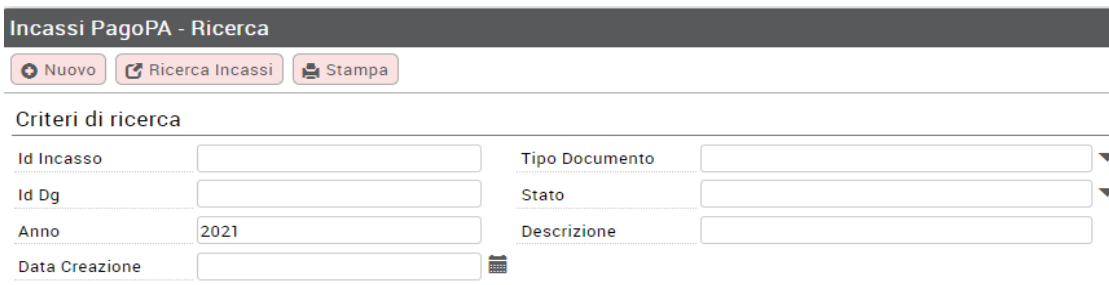 Incassi PagoPA - Ricerca
Nuovo Ricerca Incassi Stampa
Criteri di ricerca
Id Incasso Tipo Documento
Id Dg Stato
Anno 2021 Descrizione
Data Creazione